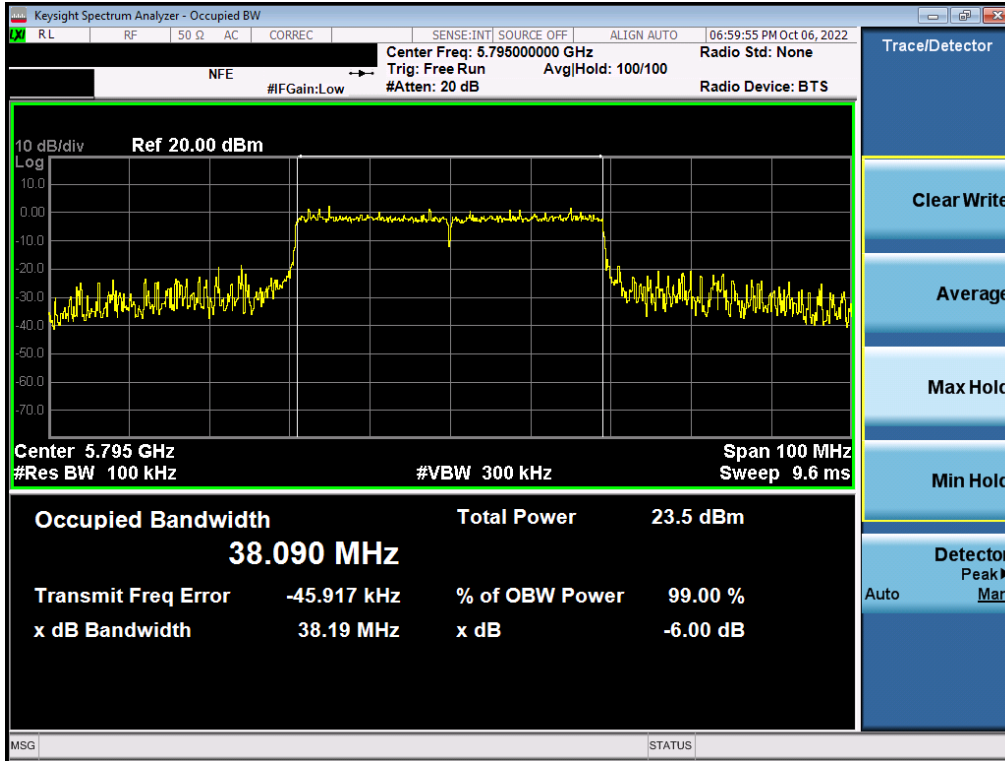 Keysight Spectrum Analyzer - Occupied BW
LXI RL RF 50 Ω AC CORREC SENSE:INT SOURCE OFF ALIGN AUTO 06:59:55 PM Oct 06, 2022
Center Freq: 5.795000000 GHz Radio Std: None
NFE Trig: Free Run Avg|Hold: 100/100
#IFGain:Low #Atten: 20 dB Radio Device: BTS
Trace/Detector
10 dB/div Ref 20.00 dBm
Log
10.0
0.00
-10.0
-20.0
-30.0
-40.0
-50.0
-60.0
-70.0
Center 5.795 GHz Span 100 MHz
#Res BW 100 kHz #VBW 300 kHz Sweep 9.6 ms
Occupied Bandwidth Total Power 23.5 dBm
38.090 MHz
Transmit Freq Error -45.917 kHz % of OBW Power 99.00 %
x dB Bandwidth 38.19 MHz x dB -6.00 dB
Clear Write
Average
Max Hold
Min Hold
Detector
Peak
Auto Man
MSG STATUS